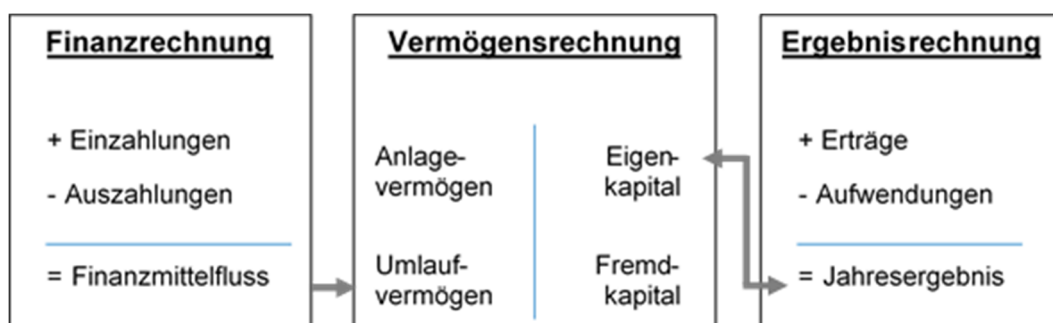 Finanzrechnung
+ Einzahlungen
- Auszahlungen
= Finanzmittelfluss
Vermögensrechnung
Anlage-
vermögen
Umlauf-
vermögen
Eigen-
kapital
Fremd-
kapital
Ergebnisrechnung
+ Erträge
- Aufwendungen
= Jahresergebnis